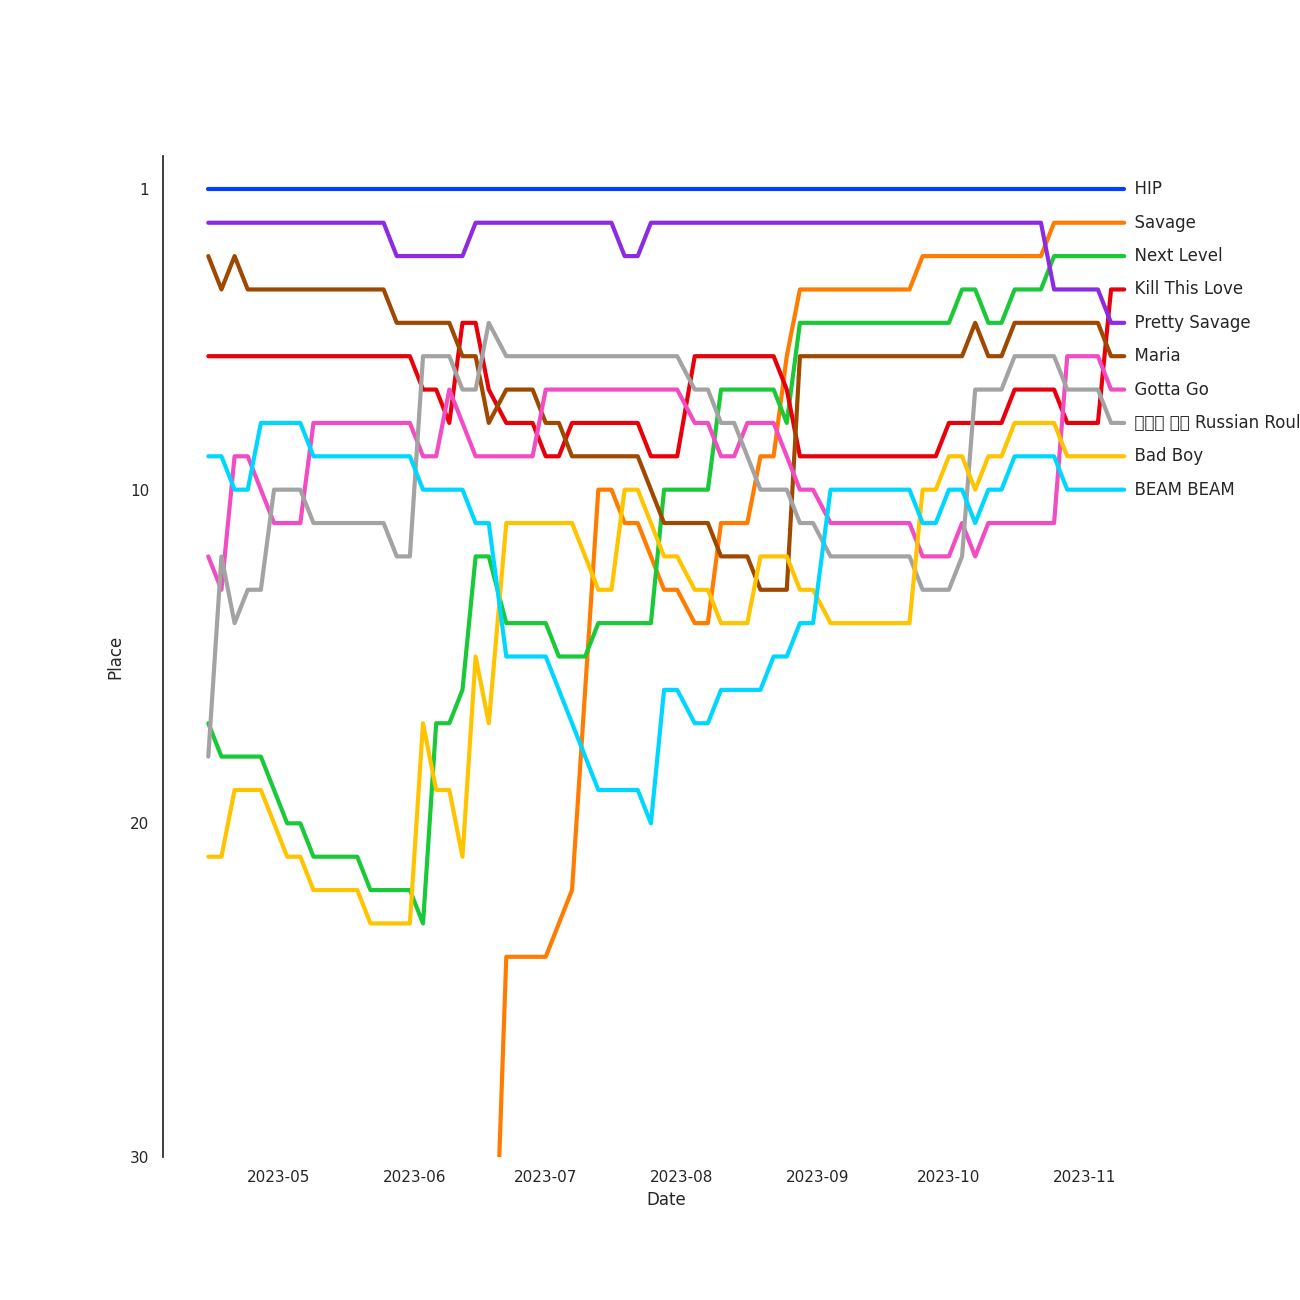 1
10
20
30
Place
2023-05
2023-06
2023-07
2023-08
2023-09
2023-10
2023-11
Date
HIP
Savage
Next Level
Kill This Love
Pretty Savage
Maria
Gotta Go
Russian Roul
Bad Boy
BEAM BEAM